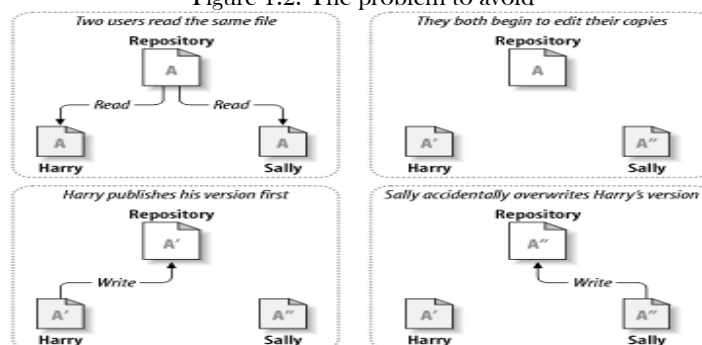 Figure 1.2. The problem to avoid
Two users read the same file
Repository
A
Read Read
A A
Harry Sally
They both begin to edit their copies
Repository
A
A′ A″
Harry Sally
Harry publishes his version first
Repository
A′
Write
A′ A″
Harry Sally
Sally accidentally overwrites Harry's version
Repository
A″
Write
A′ A″
Harry Sally